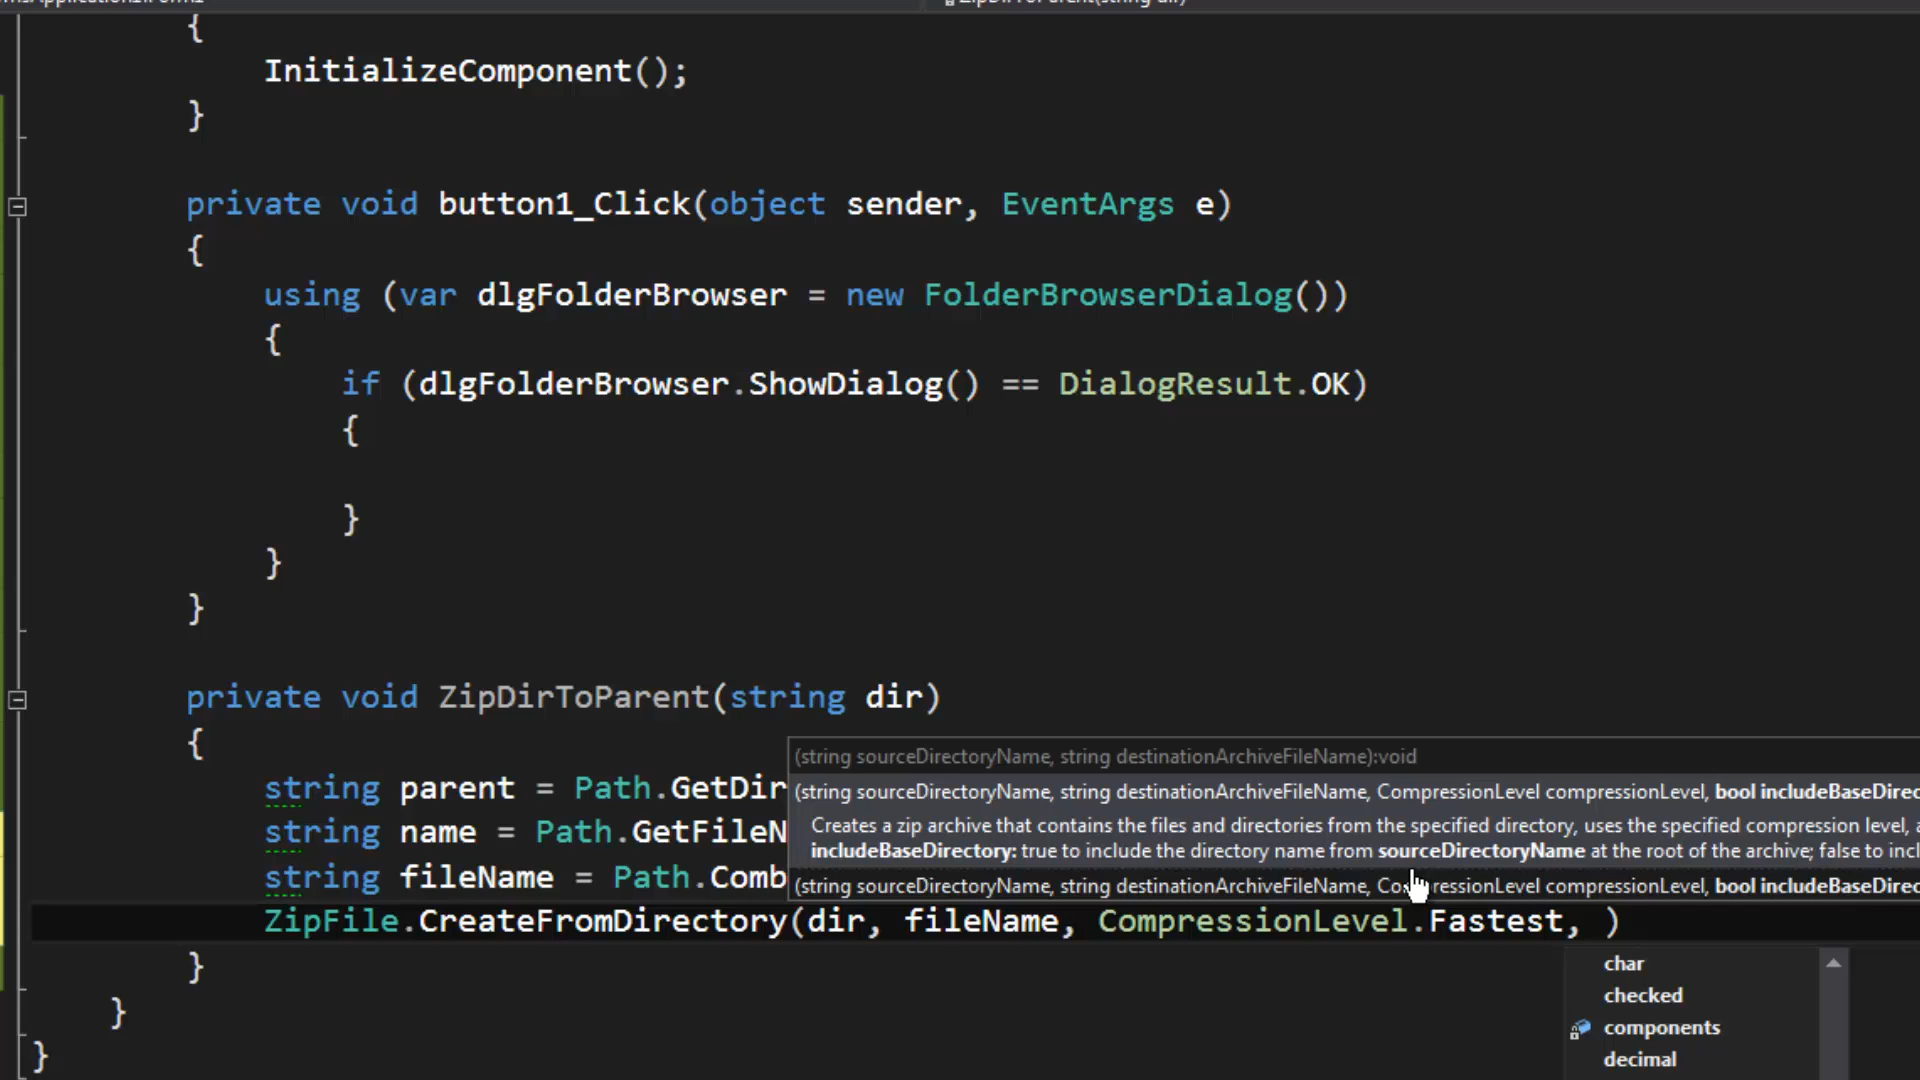 {
InitializeComponent();
}
private void button1_Click(object sender, EventArgs e)
{
using (var dlgFolderBrowser = new FolderBrowserDialog())
{
if (dlgFolderBrowser.ShowDialog() == DialogResult.OK)
{
}
}
}
private void ZipDirToParent(string dir)
{
(string sourceDirectoryName, string destinationArchiveFileName):void
string parent = Path.GetDir
(string sourceDirectoryName, string destinationArchiveFileName, CompressionLevel compressionLevel, bool includeBaseDirec
Creates a zip archive that contains the files and directories from the specified directory, uses the specified compression level, a
string name = Path.GetFileN
includeBaseDirectory: true to include the directory name from sourceDirectoryName at the root of the archive; false to incl
string fileName = Path.Comb
(string sourceDirectoryName, string destinationArchiveFileName, CompressionLevel compressionLevel, bool includeBaseDirec
ZipFile.CreateFromDirectory(dir, fileName, CompressionLevel.Fastest, )
}
char
checked
}
components
}
decimal